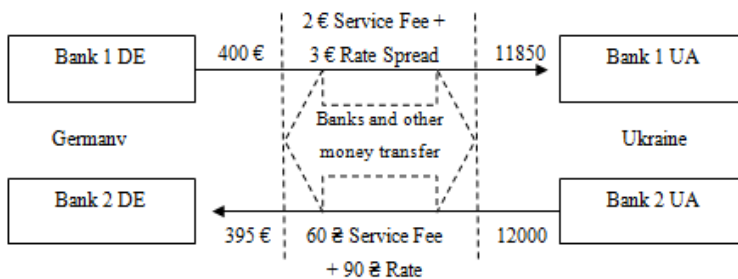 2 € Service Fee +
Bank 1 DE
400 €
3 € Rate Spread
11850
Bank 1 UA
Germany
Banks and other
money transfer
Ukraine
Bank 2 DE
Bank 2 UA
395 €
60 ₴ Service Fee
12000
+ 90 ₴ Rate